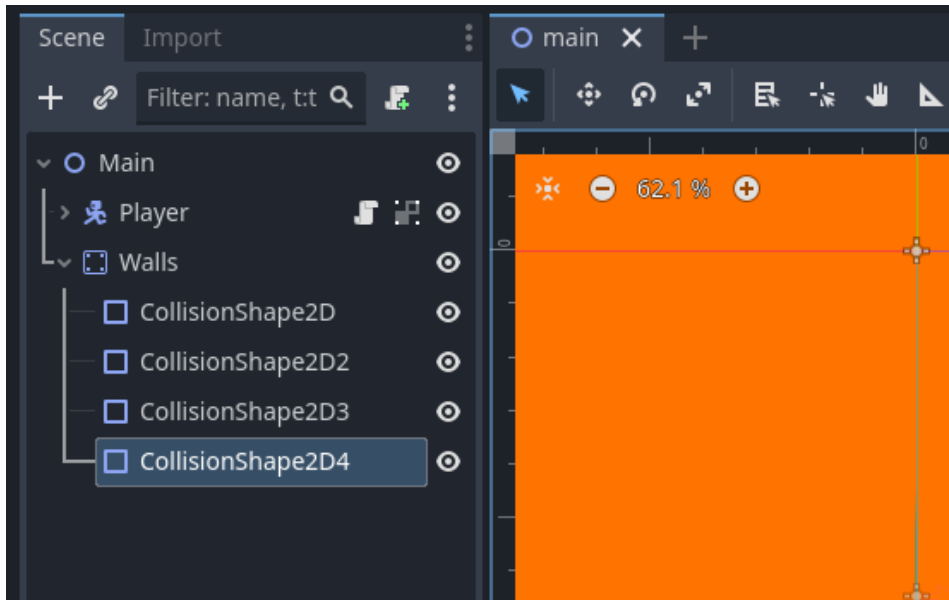 Scene Import
main
Filter: name, t:t
0
Main
62.1 %
Player
0
Walls
CollisionShape2D
CollisionShape2D2
CollisionShape2D3
CollisionShape2D4